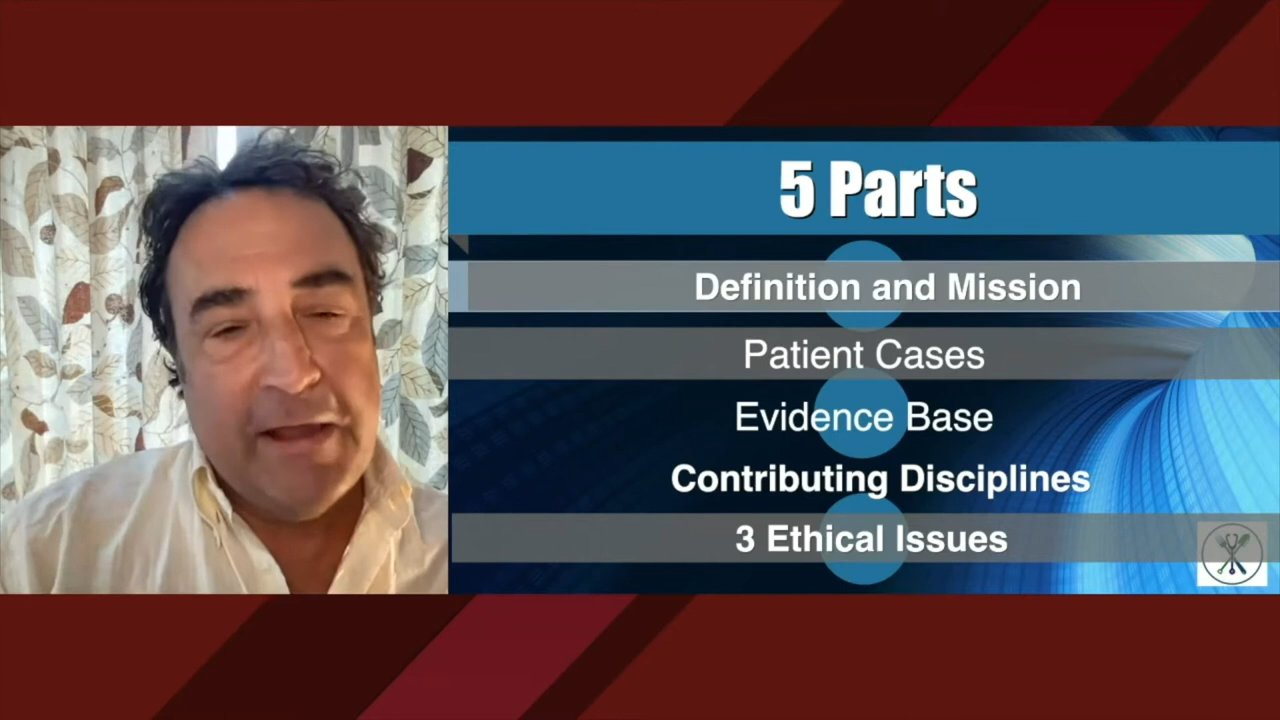 5 Parts
Definition and Mission
Patient Cases
Evidence Base
Contributing Disciplines
3 Ethical Issues